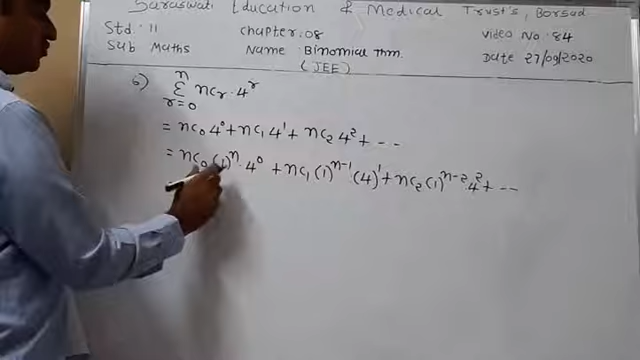 Saraswati Education & Medical Trust's, Borsad
Std : 11 chapter : 08 Video No : 84
Sub Maths Name : Binomial Thm. Date 27/09/2020
(JEE)
6) n Σ r=0 nCr · 4^r
= nC0 4^0 + nC1 4^1 + nC2 4^2 + ---
= nC0 (1)^n · 4^0 + nC1 (1)^n-1 · (4)^1 + nC2 (1)^n-2 · 4^2 + ---